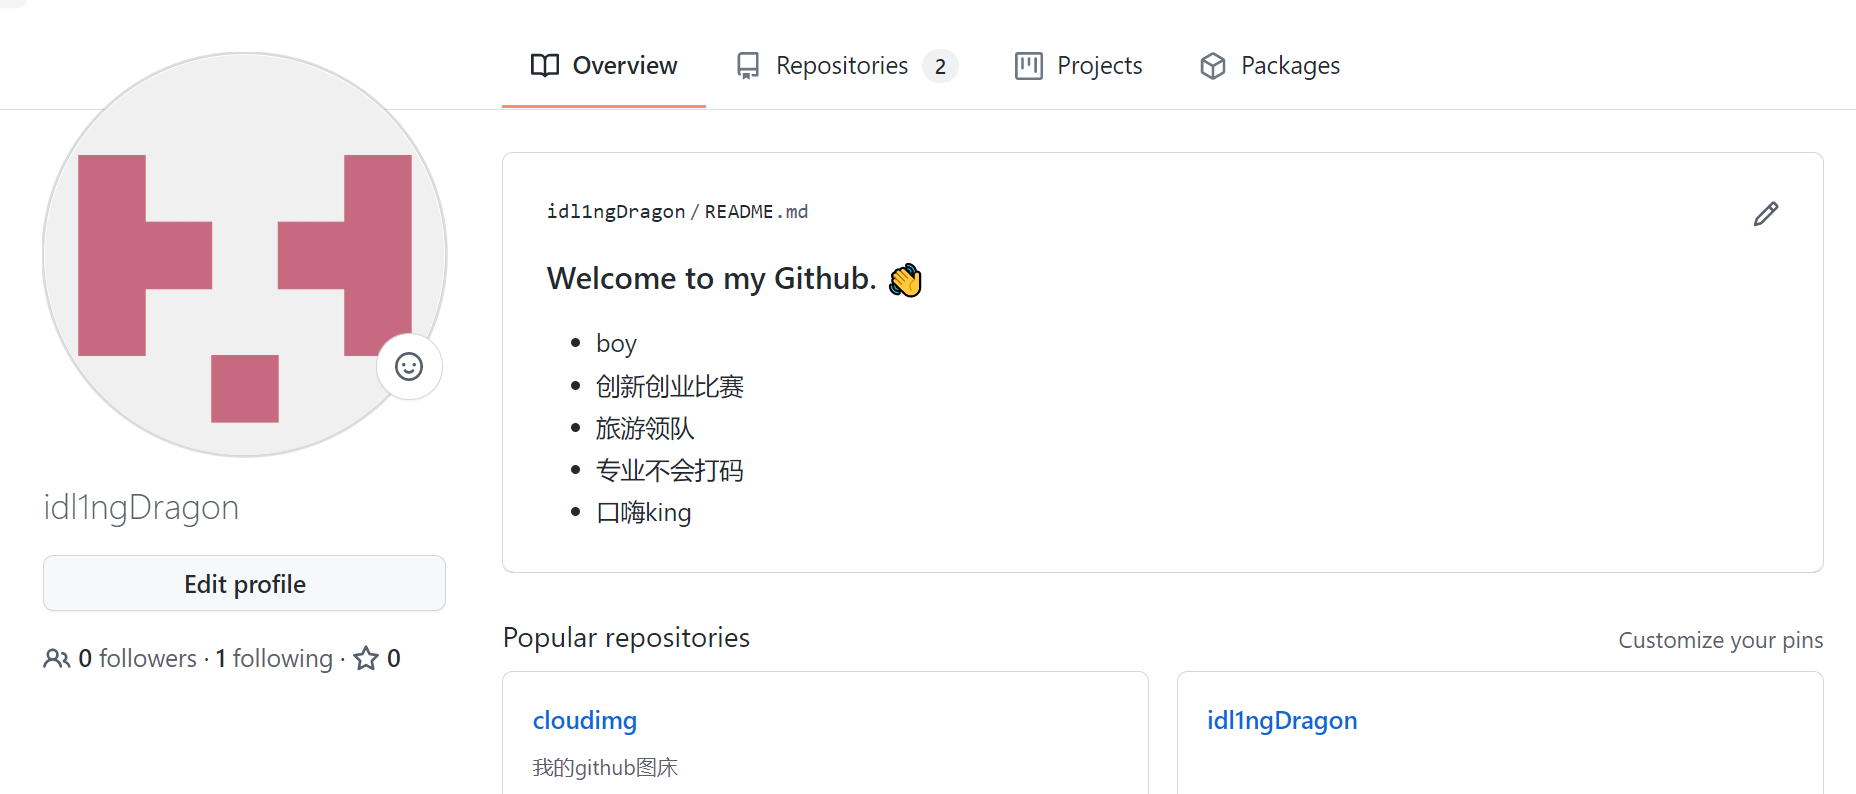 Overview Repositories 2 Projects Packages
idl1ngDragon
Edit profile
0 followers · 1 following · 0
idl1ngDragon / README.md
Welcome to my Github. 👋
• boy
• 创新创业比赛
• 旅游领队
• 专业不会打码
• 口嗨king
Popular repositories
Customize your pins
cloudimg
我的github图床
idl1ngDragon